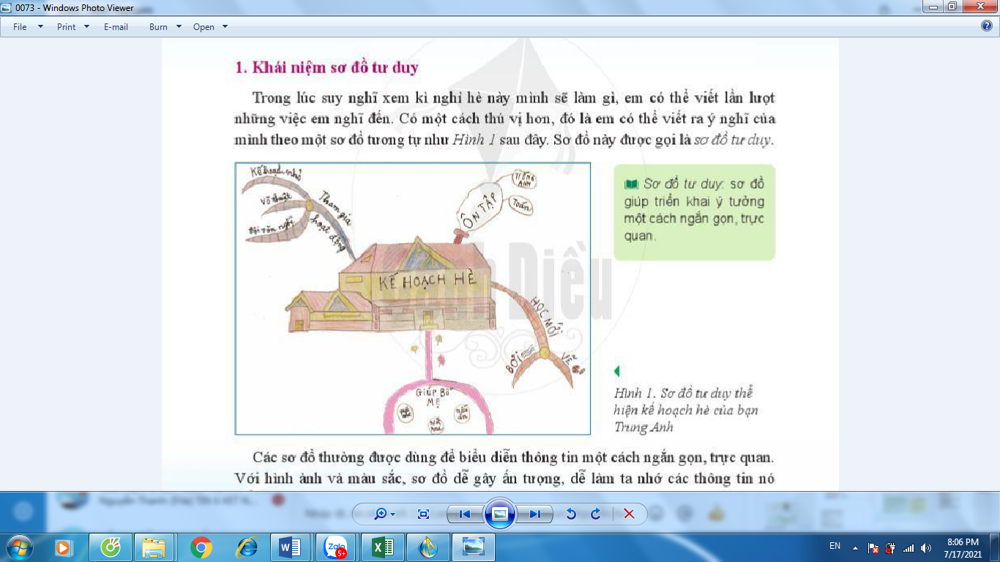 0073 - Windows Photo Viewer
File Print E-mail Burn Open
1. Khái niệm sơ đồ tư duy
Trong lúc suy nghĩ xem kì nghỉ hè này mình sẽ làm gì, em có thể viết lần lượt
những việc em nghĩ đến. Có một cách thú vị hơn, đó là em có thể viết ra ý nghĩ của
mình theo một sơ đồ tương tự như Hình 1 sau đây. Sơ đồ này được gọi là sơ đồ tư duy.
Kế hoạch nhỏ
Võ thuật
Đội văn nghệ
Tham gia
hoạt động
ÔN TẬP
TIẾNG
ANH
TOÁN
KẾ HOẠCH HÈ
HỌC MỚI
BƠI
VẼ
GIÚP BỐ
MẸ
nấu
ăn
Cánh Diều
Sơ đồ tư duy: sơ đồ
giúp triển khai ý tưởng
một cách ngắn gọn, trực
quan.
Hình 1. Sơ đồ tư duy thể
hiện kế hoạch hè của bạn
Trung Anh
Các sơ đồ thường được dùng để biểu diễn thông tin một cách ngắn gọn, trực quan.
Với hình ảnh và màu sắc, sơ đồ dễ gây ấn tượng, dễ làm ta nhớ các thông tin nó
Zalo
5+
EN
8:06 PM
7/17/2021